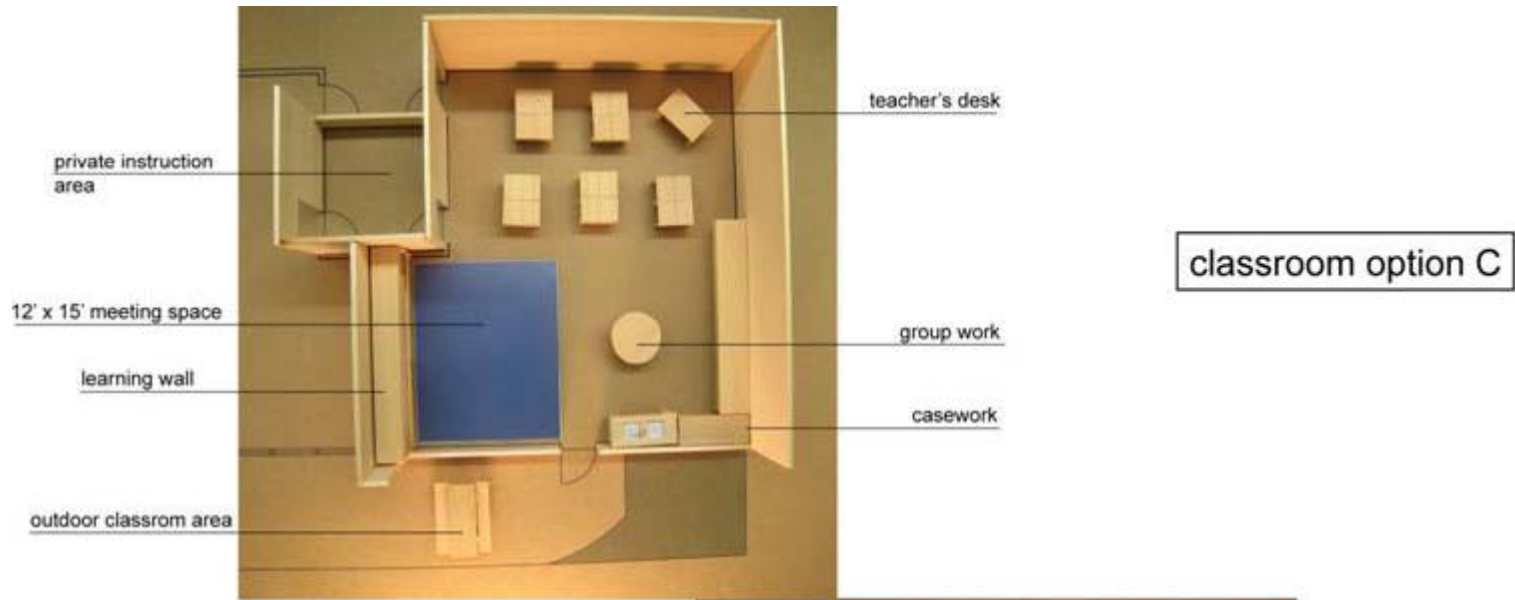 teacher's desk
private instruction
area
classroom option C
12' x 15' meeting space
group work
learning wall
casework
outdoor classrom area